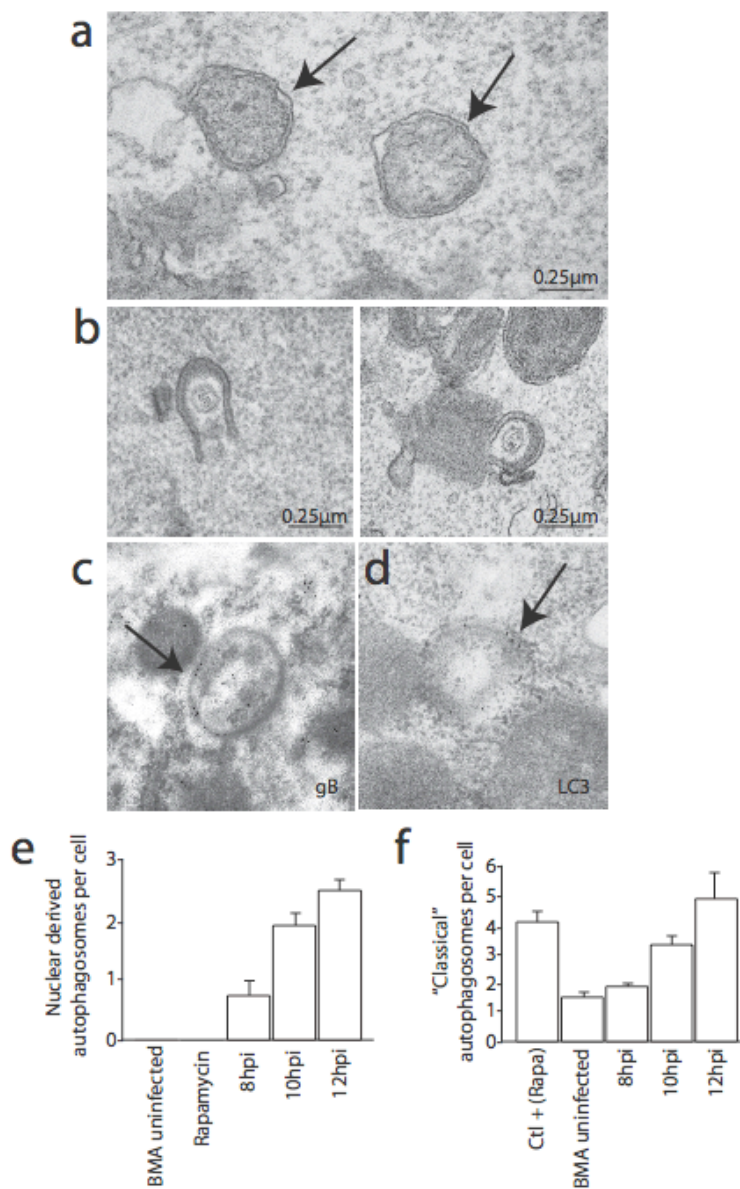 a
0.25μm
b
0.25μm
0.25μm
c
d
gB
LC3
e
Nuclear derived
autophagosomes per cell
3
2
1
0
BMA uninfected
Rapamycin
8hpi
10hpi
12hpi
f
"Classical"
autophagosomes per cell
6
5
4
3
2
1
0
Ctl + (Rapa)
BMA uninfected
8hpi
10hpi
12hpi